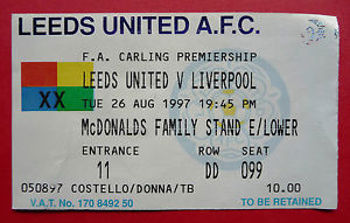 LEEDS UNITED A.F.C.
F.A. CARLING PREMIERSHIP
LEEDS UNITED V LIVERPOOL
XX
TUE 26 AUG 1997 19:45 PM
McDONALDS FAMILY STAND E/LOWER
ENTRANCE ROW SEAT
11 DD 099
050897 COSTELLO/DONNA/TB 10.00
V.A.T. No. 170 8492 50 TO BE RETAINED